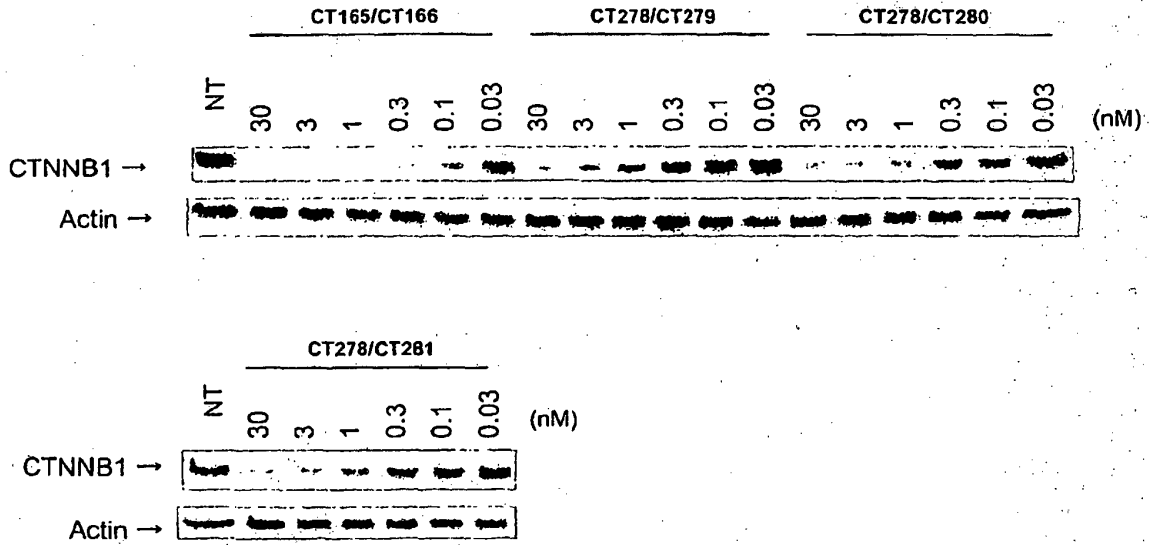 CT165/CT166 CT278/CT279 CT278/CT280
NT 30 3 1 0.3 0.1 0.03 30 3 1 0.3 0.1 0.03 30 3 1 0.3 0.1 0.03 (nM)
CTNNB1 →
Actin →
CT278/CT281
NT 30 3 1 0.3 0.1 0.03 (nM)
CTNNB1 →
Actin →